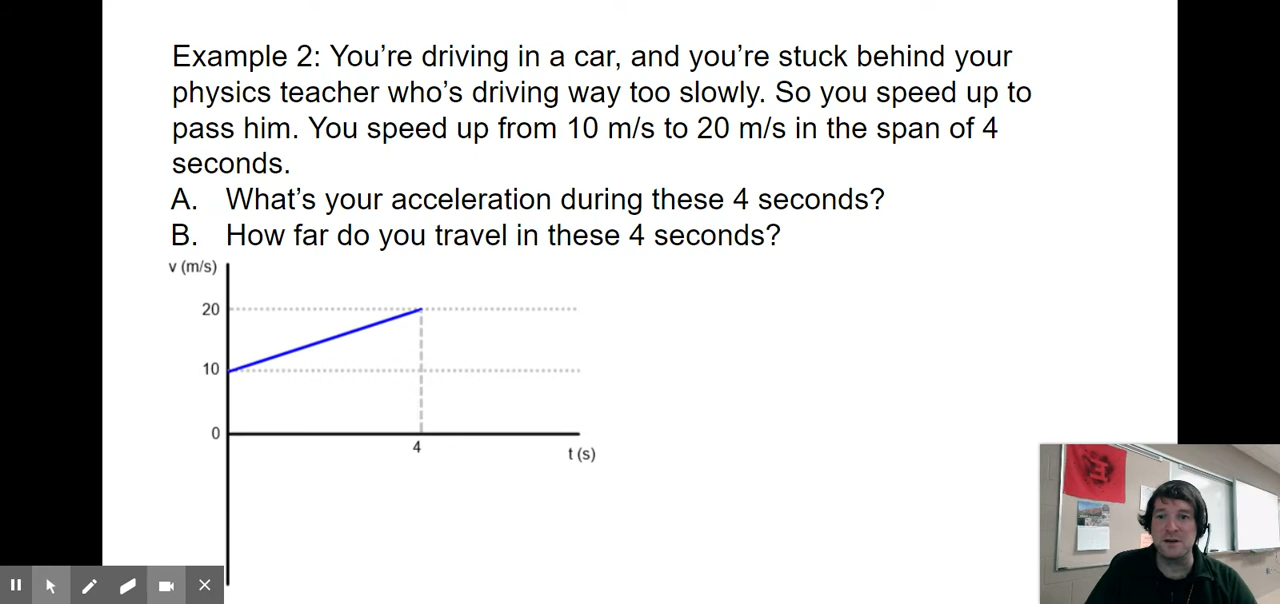 Example 2: You’re driving in a car, and you’re stuck behind your
physics teacher who’s driving way too slowly. So you speed up to
pass him. You speed up from 10 m/s to 20 m/s in the span of 4
seconds.
A. What’s your acceleration during these 4 seconds?
B. How far do you travel in these 4 seconds?
v (m/s)
20
10
0
4
t (s)